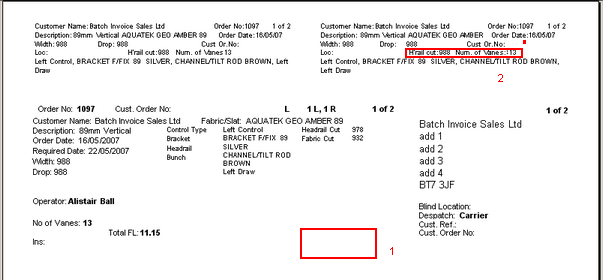 Customer Name: Batch Invoice Sales Ltd Order No:1097 1 of 2
Description: 89mm Vertical AQUATEK GEO AMBER 89 Order Date:16/05/07
Width: 988 Drop: 988 Cust Or.No:
Loc: H'rail cut:988 Num. of Vanes:13
Left Control, BRACKET F/FIX 89 SILVER, CHANNEL/TILT ROD BROWN, Left
Draw
Customer Name: Batch Invoice Sales Ltd Order No:1097 1 of 2
Description: 89mm Vertical AQUATEK GEO AMBER Order Date:16/05/07
Width: 988 Drop: 988 Cust Or.No:
Loc: H'rail cut:988 Num. of Vanes:13
Left Control, BRACKET F/FIX 89 SILVER, CHANNEL/TILT ROD BROWN, Left
Draw
2
Order No: 1097 Cust. Order No: L 1 L, 1 R 1 of 2
Customer Name: Batch Invoice Sales Ltd Fabric/Slat: AQUATEK GEO AMBER 89
Description: 89mm Vertical
Order Date: 16/05/2007
Required Date: 22/05/2007
Width: 988
Drop: 988
Control Type Left Control
Bracket BRACKET F/FIX 89
Headrail SILVER
Bunch CHANNEL/TILT ROD
BROWN
Left Draw
Headrail Cut 978
Fabric Cut 932
Operator: Alistair Ball
No of Vanes: 13
Total FL: 11.15
Ins:
1
1 of 2
Batch Invoice Sales Ltd
add 1
add 2
add 3
add 4
BT7 3JF
Blind Location:
Despatch: Carrier
Cust. Ref.:
Cust. Order No: